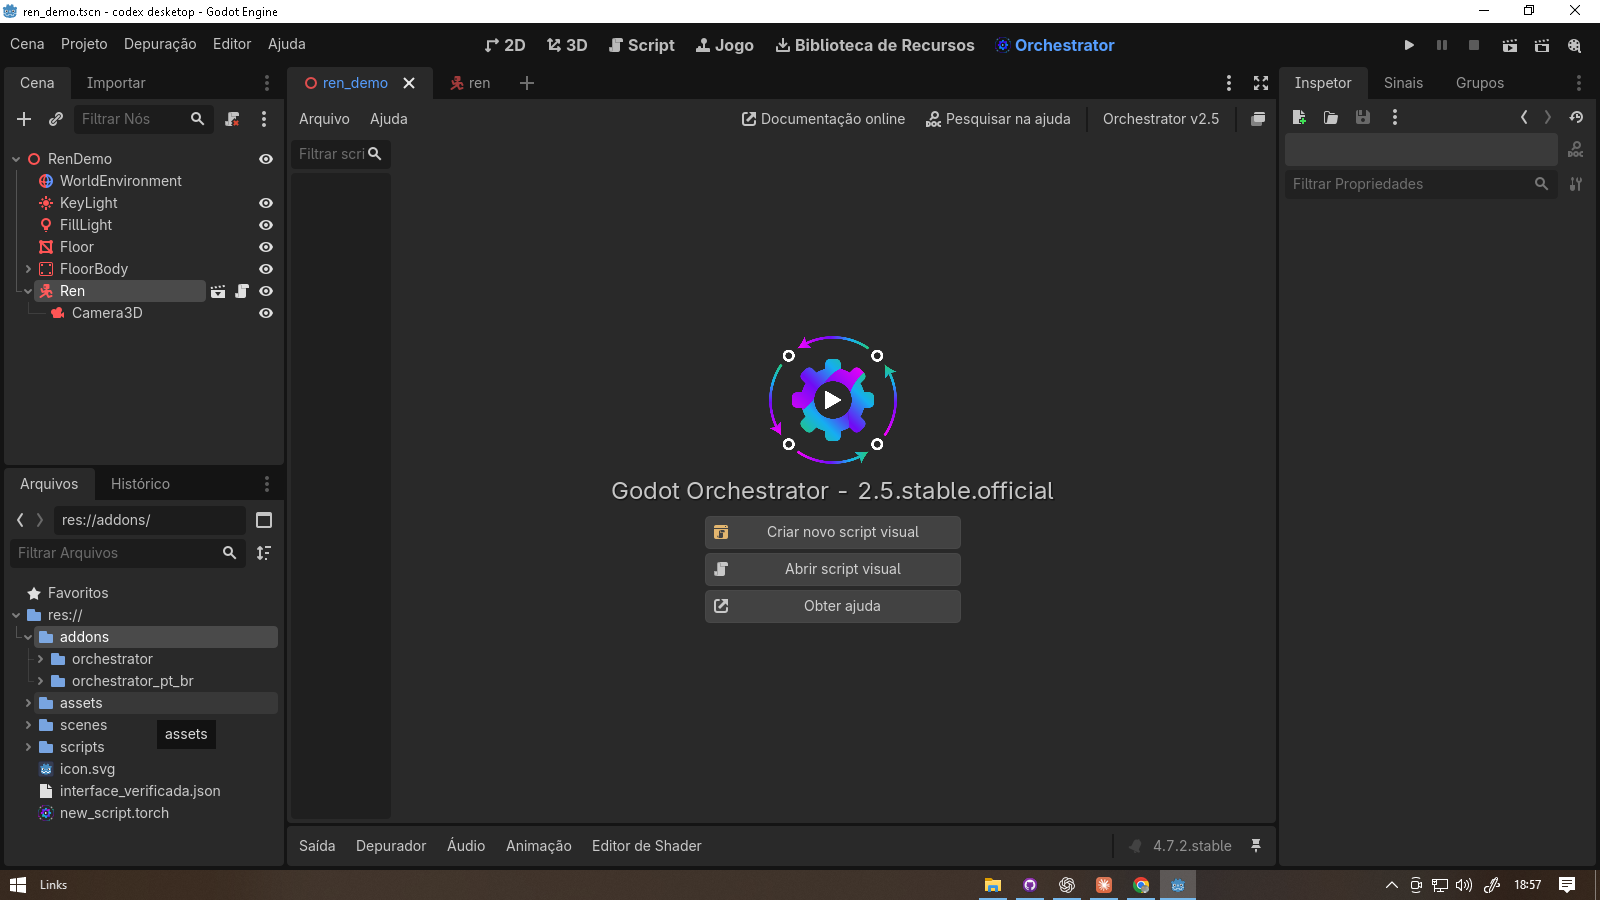 ren_demo.tscn - codex desketop - Godot Engine
Cena Projeto Depuração Editor Ajuda
2D 3D Script Jogo Biblioteca de Recursos Orchestrator
Cena Importar
Filtrar Nós
RenDemo
WorldEnvironment
KeyLight
FillLight
Floor
FloorBody
Ren
Camera3D
Arquivos Histórico
res://addons/
Filtrar Arquivos
Favoritos
res://
addons
orchestrator
orchestrator_pt_br
assets
scenes
assets
scripts
icon.svg
interface_verificada.json
new_script.torch
ren_demo ren
Arquivo Ajuda
Documentação online Pesquisar na ajuda Orchestrator v2.5
Filtrar scri
Godot Orchestrator - 2.5.stable.official
Criar novo script visual
Abrir script visual
Obter ajuda
Saída Depurador Áudio Animação Editor de Shader
4.7.2.stable
Inspetor Sinais Grupos
DOC
Filtrar Propriedades
Links
18:57